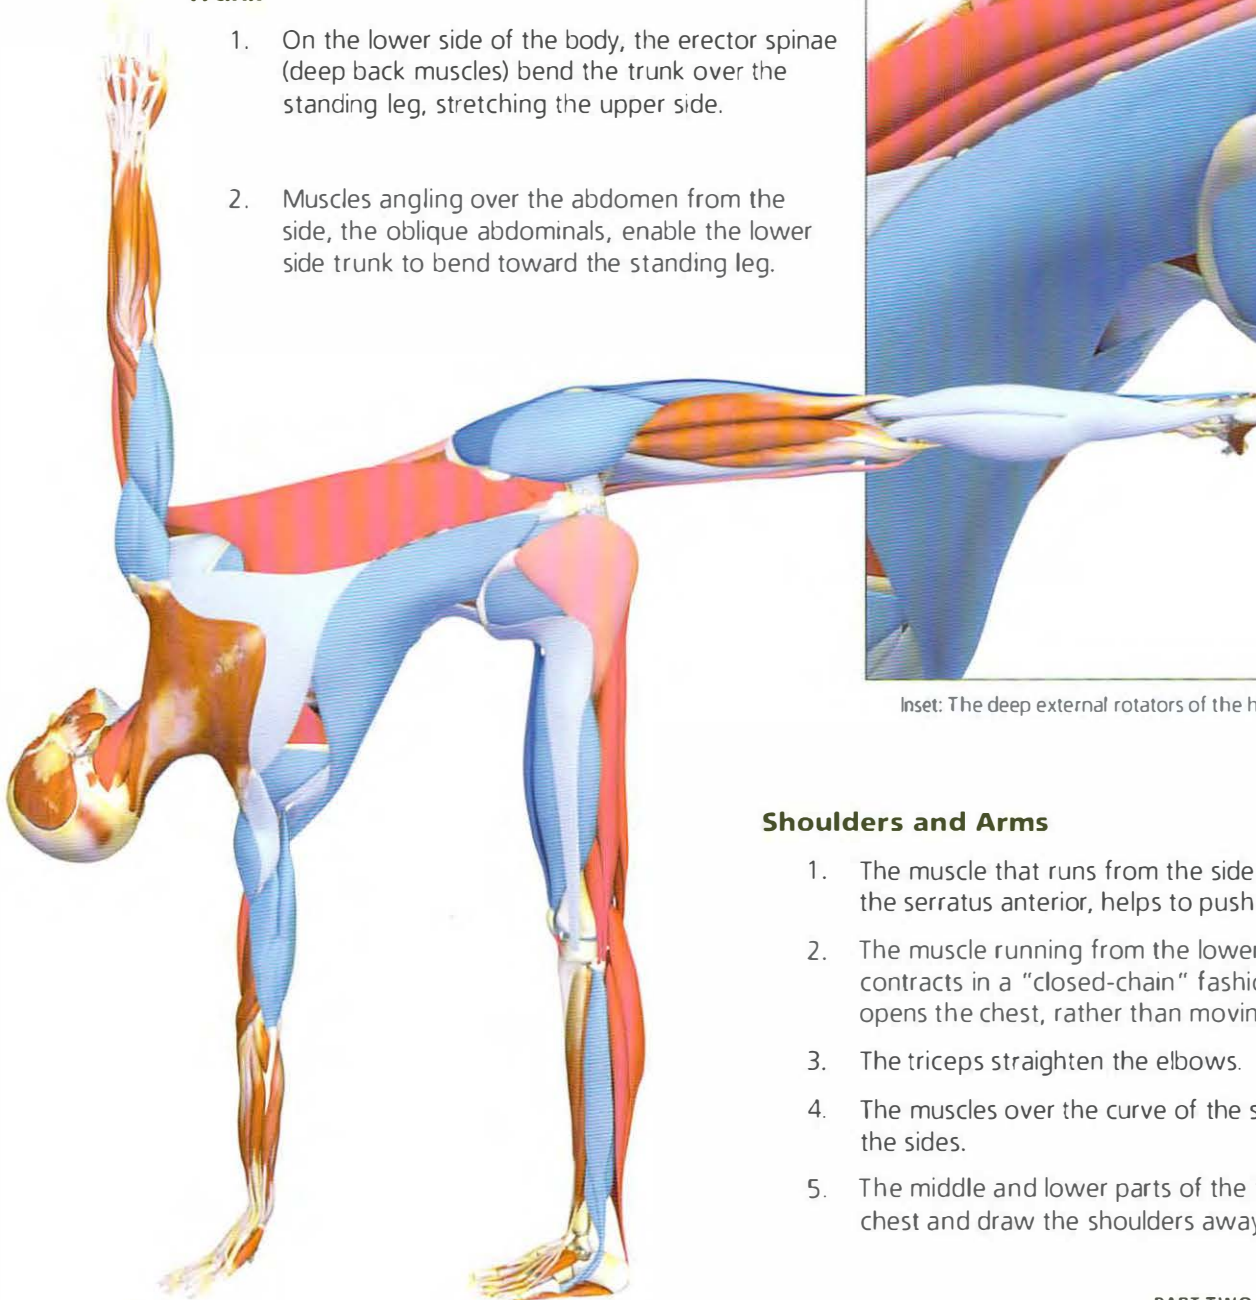 1. On the lower side of the body, the erector spinae
(deep back muscles) bend the trunk over the
standing leg, stretching the upper side.
2. Muscles angling over the abdomen from the
side, the oblique abdominals, enable the lower
side trunk to bend toward the standing leg.
Inset: The deep external rotators of the h
Shoulders and Arms
1. The muscle that runs from the side
the serratus anterior, helps to push
2. The muscle running from the lower
contracts in a "closed-chain" fashio
opens the chest, rather than movin
3. The triceps straighten the elbows.
4. The muscles over the curve of the s
the sides.
5. The middle and lower parts of the
chest and draw the shoulders away